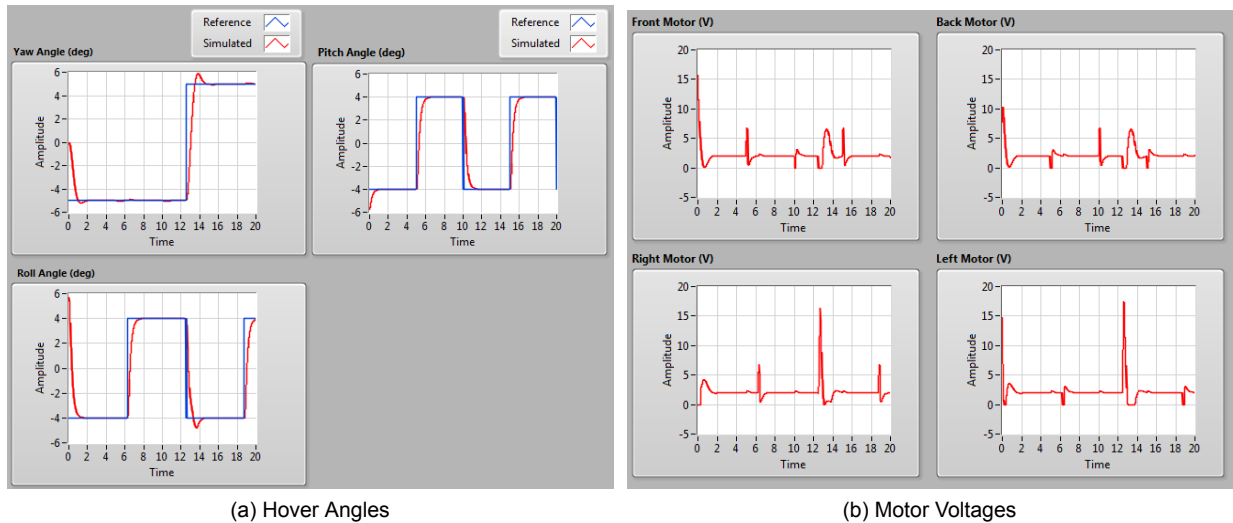 Reference
Simulated
Reference
Simulated
Yaw Angle (deg)
Pitch Angle (deg)
Amplitude
6
4
2
0
-2
-4
-6
0 2 4 6 8 10 12 14 16 18 20
Time
Amplitude
6
4
2
0
-2
-4
-6
0 2 4 6 8 10 12 14 16 18 20
Time
Roll Angle (deg)
Amplitude
6
4
2
0
-2
-4
-6
0 2 4 6 8 10 12 14 16 18 20
Time
(a) Hover Angles
Front Motor (V)
Amplitude
20
15
10
5
0
-5
0 2 4 6 8 10 12 14 16 18 20
Time
Back Motor (V)
Amplitude
20
15
10
5
0
-5
0 2 4 6 8 10 12 14 16 18 20
Time
Right Motor (V)
Amplitude
20
15
10
5
0
-5
0 2 4 6 8 10 12 14 16 18 20
Time
Left Motor (V)
Amplitude
20
15
10
5
0
-5
0 2 4 6 8 10 12 14 16 18 20
Time
(b) Motor Voltages